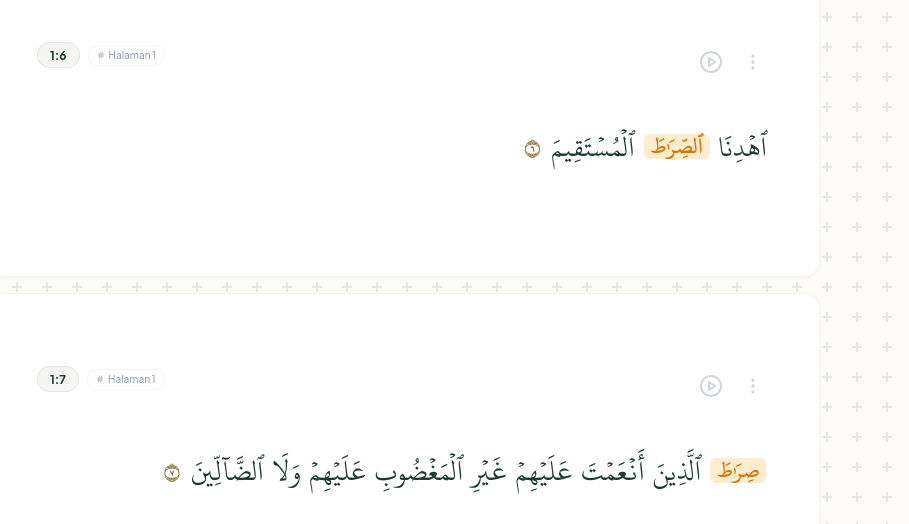 1:6 # Halaman 1
ٱهْدِنَا ٱلصِّرَٰطَ ٱلْمُسْتَقِيمَ ٦
1:7 # Halaman 1
صِرَٰطَ ٱلَّذِينَ أَنْعَمْتَ عَلَيْهِمْ غَيْرِ ٱلْمَغْضُوبِ عَلَيْهِمْ وَلَا ٱلضَّآلِّينَ ٧